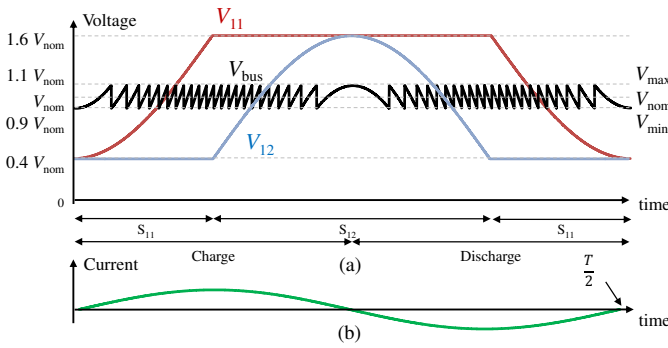 Voltage
V11
1.6 Vnom
1.1 Vnom
Vbus
Vmax
Vnom
Vnom
0.9 Vnom
Vmin
V12
0.4 Vnom
0
time
S11
S12
S11
Charge
(a)
Discharge
Current
T
2
time
(b)